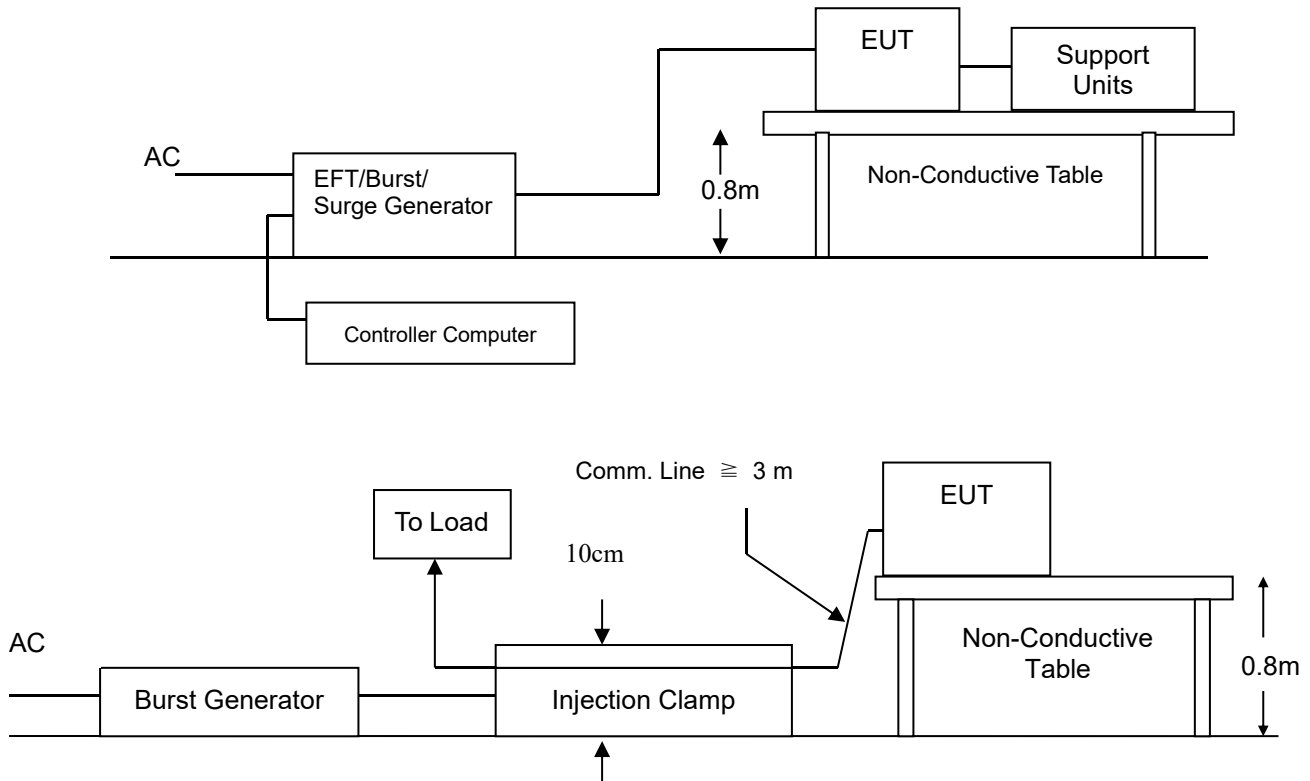 EUT
Support
Units
AC
EFT/Burst/
Surge Generator
0.8m
Non-Conductive Table
Controller Computer
Comm. Line ≧ 3 m
EUT
To Load
10cm
AC
Non-Conductive
Table
0.8m
Burst Generator
Injection Clamp